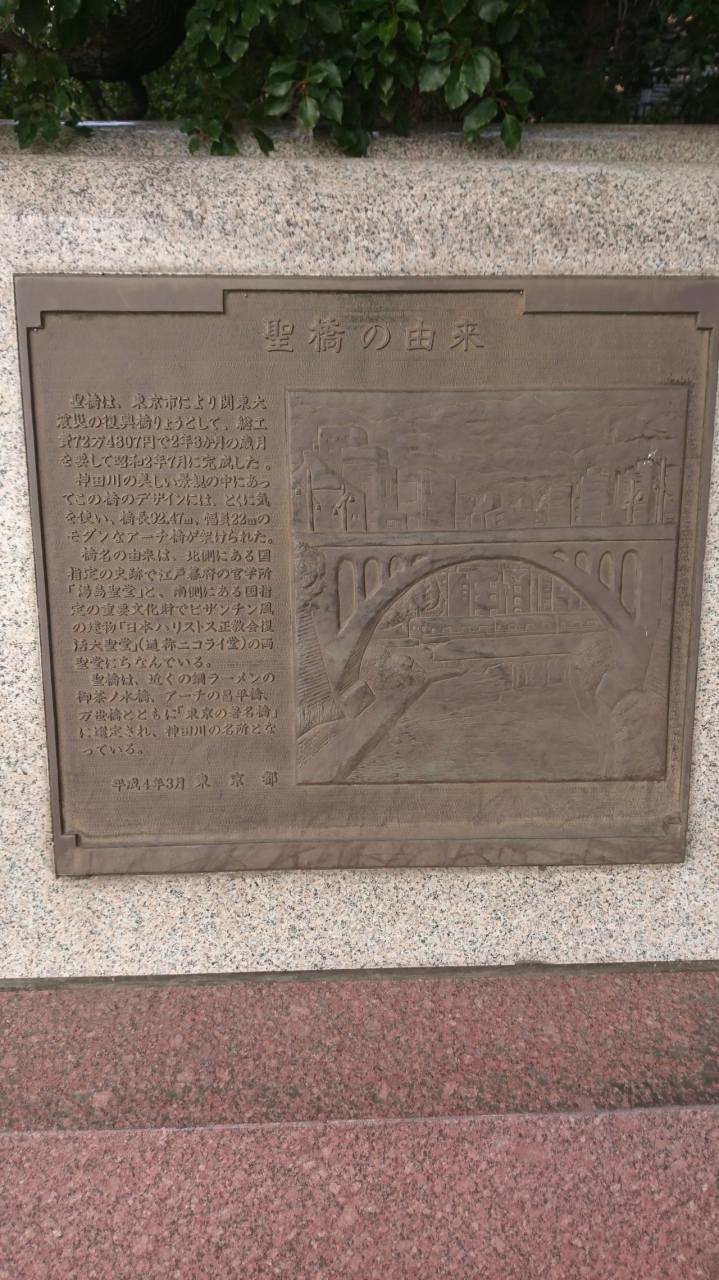 聖橋の由来
聖橋は、東京市により関東大
震災の復興橋りょうとして、総工
費72万4807円で2年8か月の歳月
を要して昭和2年7月に完成した。
神田川の美しい景観の中にあっ
てこの橋のデザインには、とくに気
を使い、橋長92.47m、幅員22mの
モダンなアーチ橋が架けられた。
橋名の由来は、北側にある国
指定の史跡で江戸幕府の官学所
「湯島聖堂」と、南側にある国指
定の重要文化財でビザンチン風
の建物「日本ハリストス正教会復
活大聖堂」(通称ニコライ堂)の両
聖堂にちなんでいる。
聖橋は、近くの鋼ラーメンの
御茶ノ水橋、アーチの昌平橋、
万世橋とともに「東京の著名橋」
に選定され、神田川の名所とな
っている。
平成4年3月 東京都